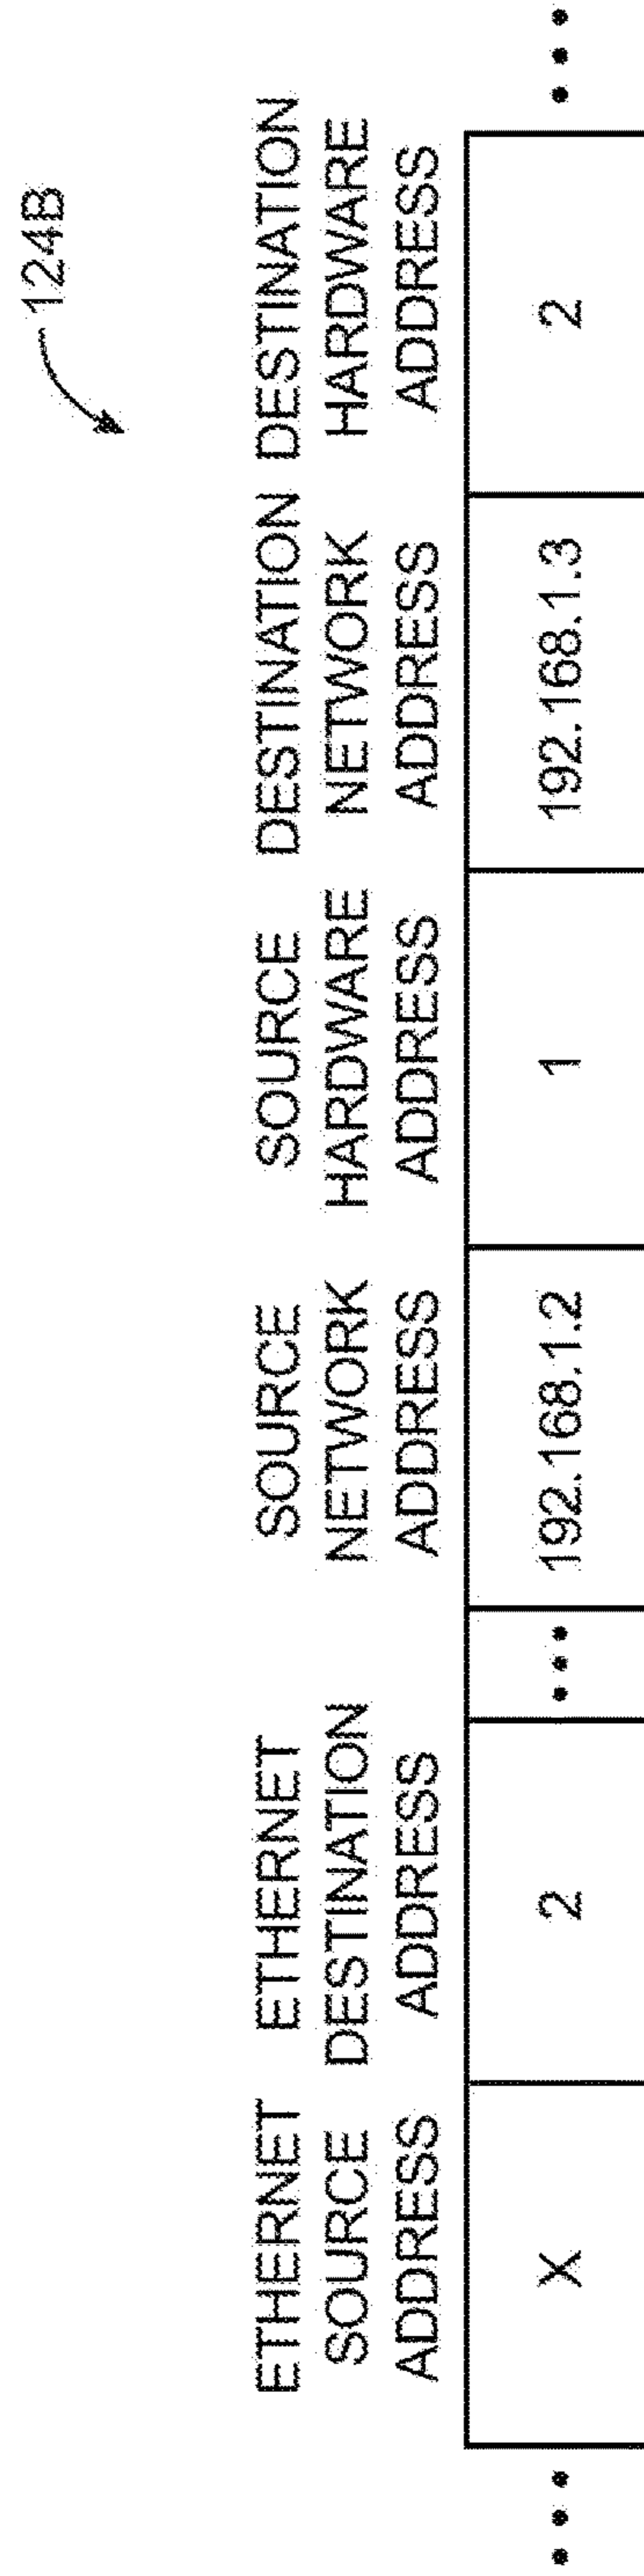 124B
ETHERNET
SOURCE
ADDRESS
ETHERNET
DESTINATION
ADDRESS
SOURCE
NETWORK
ADDRESS
SOURCE
HARDWARE
ADDRESS
DESTINATION
NETWORK
ADDRESS
DESTINATION
HARDWARE
ADDRESS
• • •
X
2
• • •
192.168.1.2
1
192.168.1.3
2
• • •